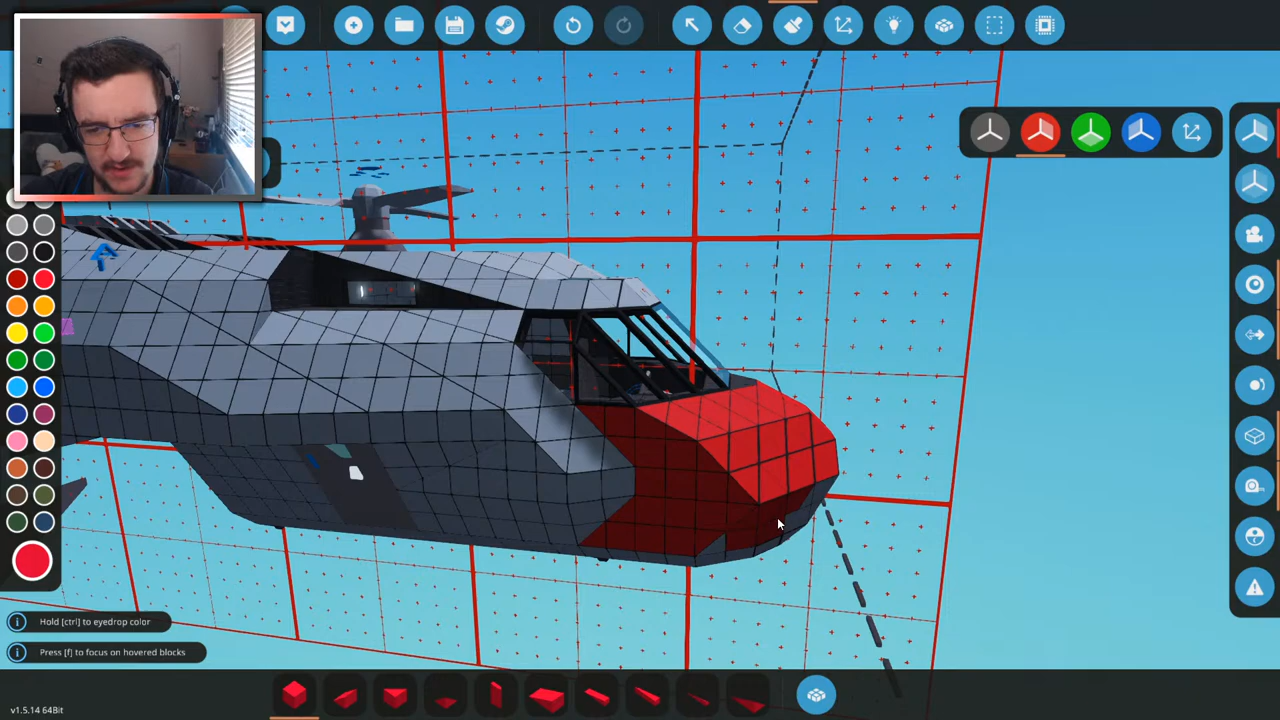 Hold [ctrl] to eyedrop color
Press [f] to focus on hovered blocks
v1.5.14 64Bit